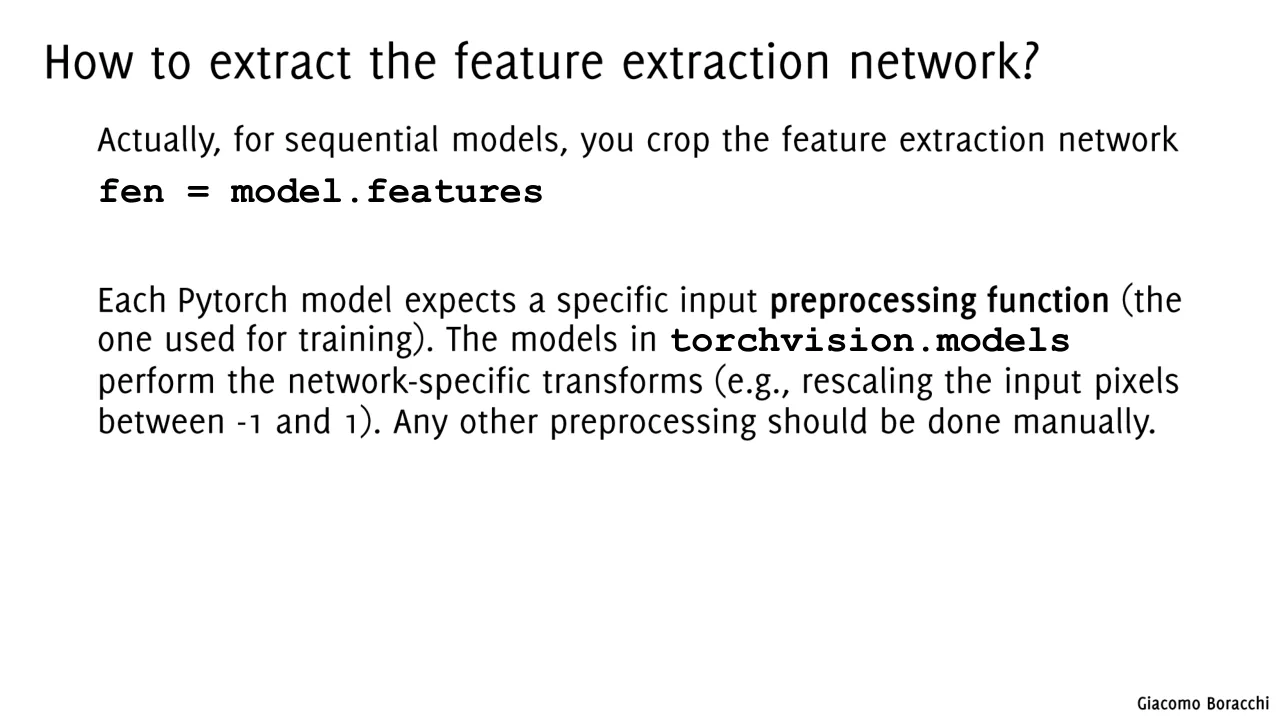 How to extract the feature extraction network?
Actually, for sequential models, you crop the feature extraction network
fen = model.features
Each Pytorch model expects a specific input preprocessing function (the
one used for training). The models in torchvision.models
perform the network-specific transforms (e.g., rescaling the input pixels
between -1 and 1). Any other preprocessing should be done manually.
Giacomo Boracchi